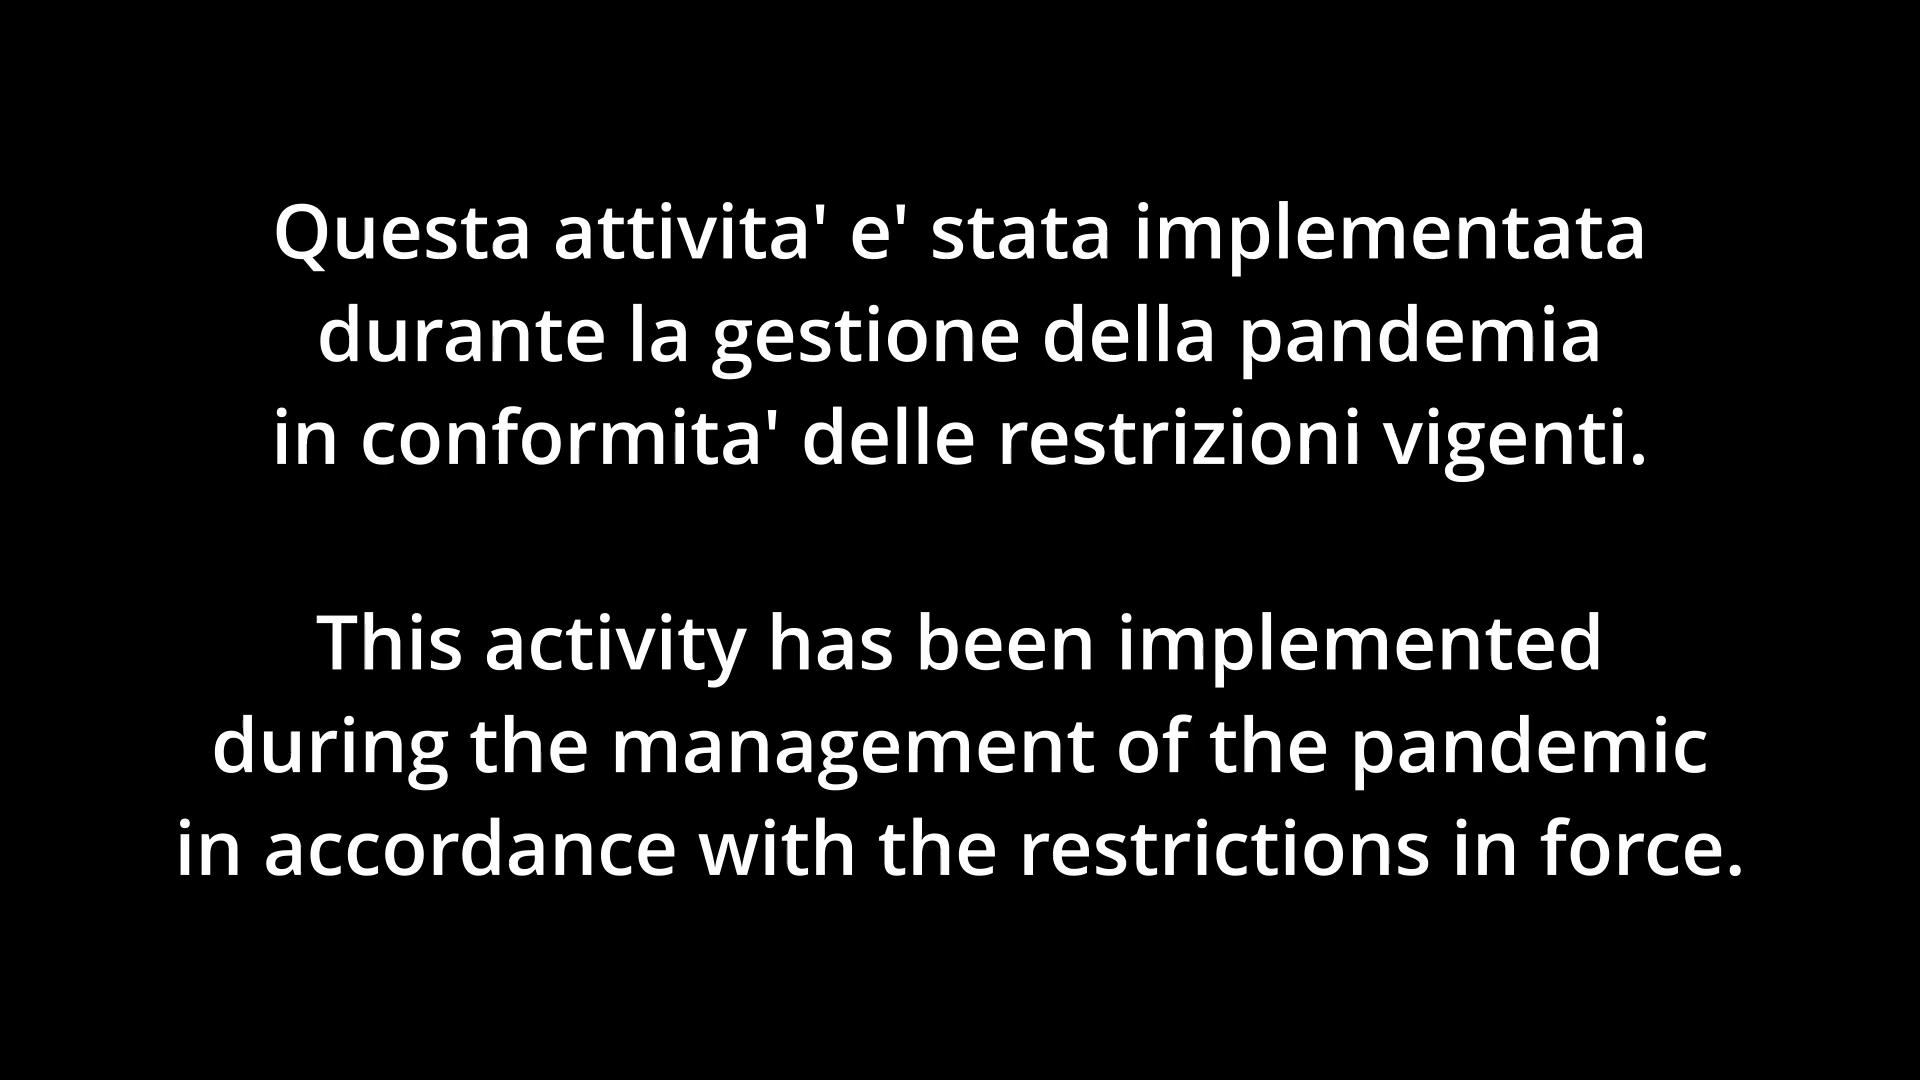 Questa attivita' e' stata implementata
durante la gestione della pandemia
in conformita' delle restrizioni vigenti.
This activity has been implemented
during the management of the pandemic
in accordance with the restrictions in force.